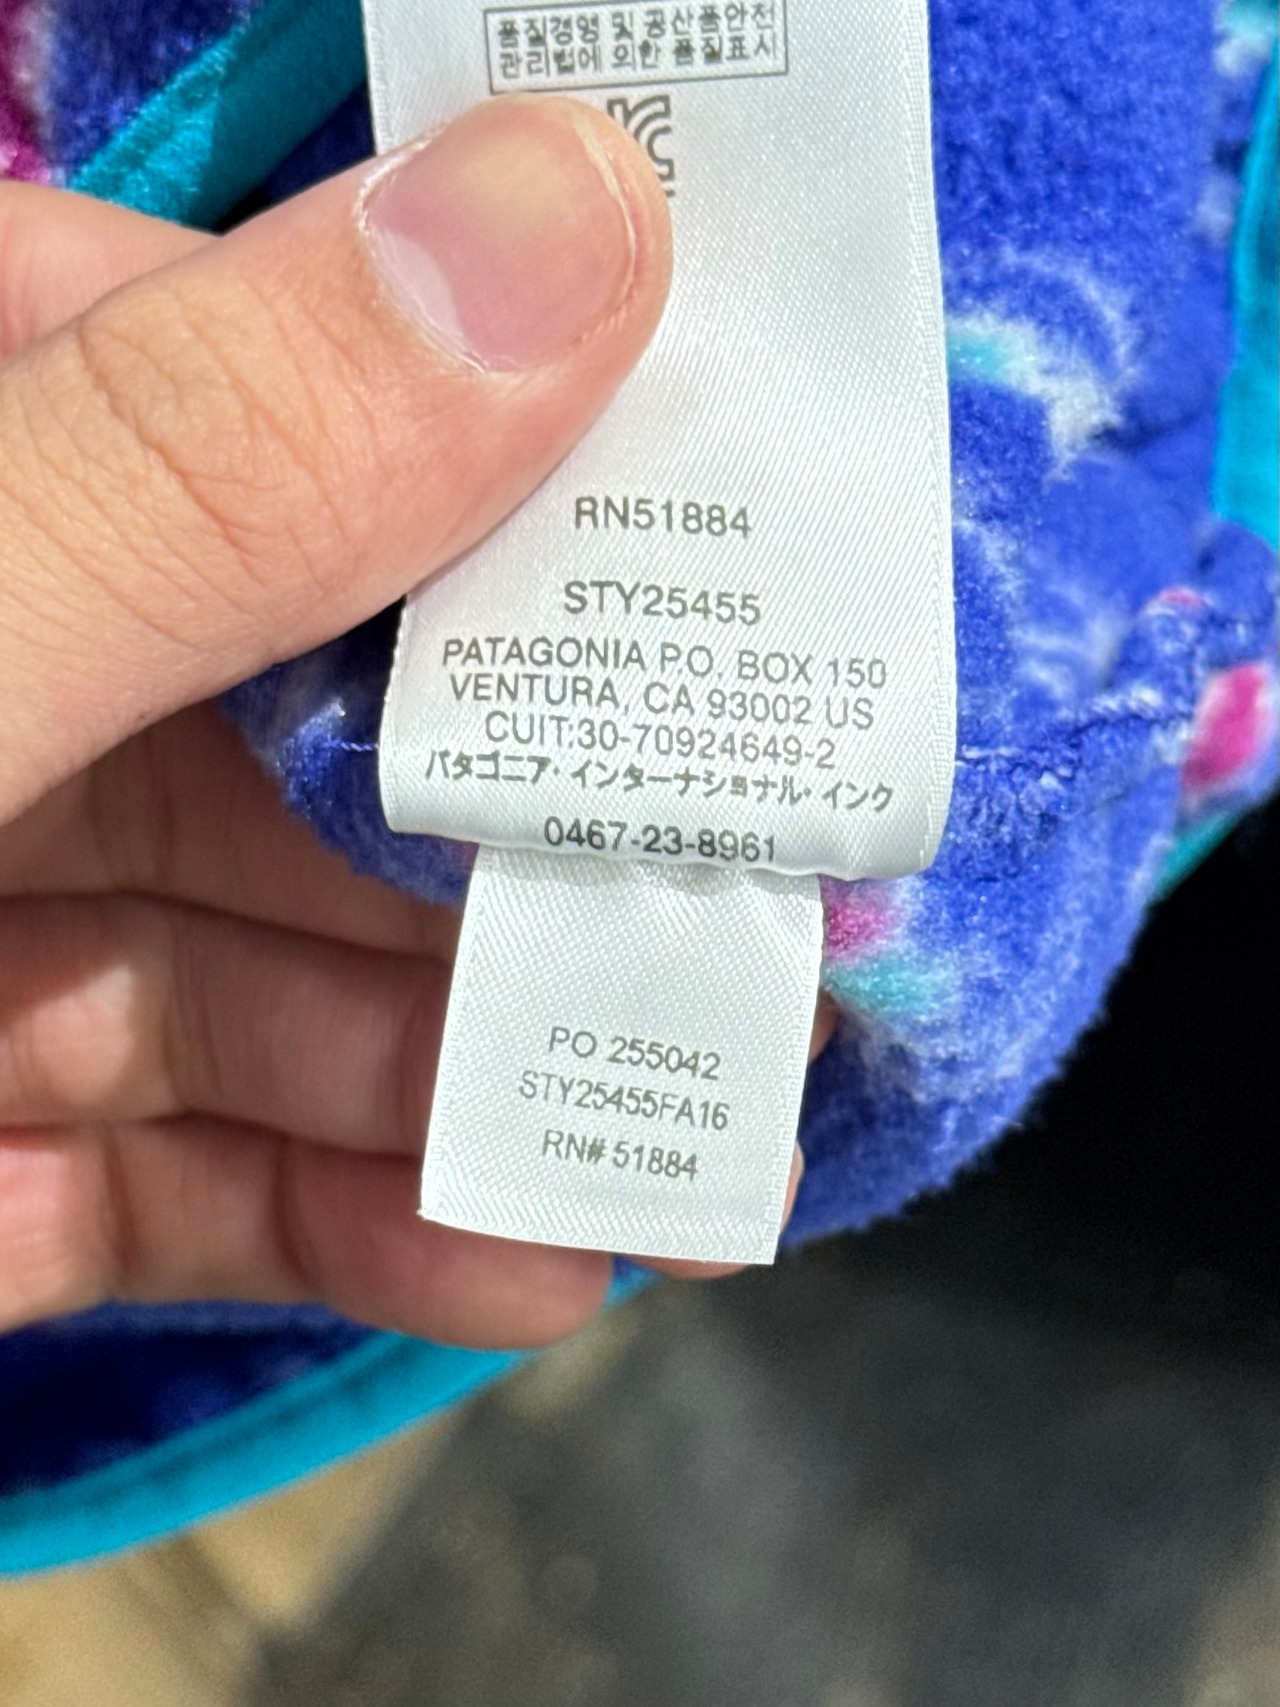 품질경영 및 공산품안전
관리법에 의한 품질표시
RN51884
STY25455
PATAGONIA P.O. BOX 150
VENTURA, CA 93002 US
CUIT:30-70924649-2
パタゴニア・インターナショナル・インク
0467-23-8961
PO 255042
STY25455FA16
RN# 51884